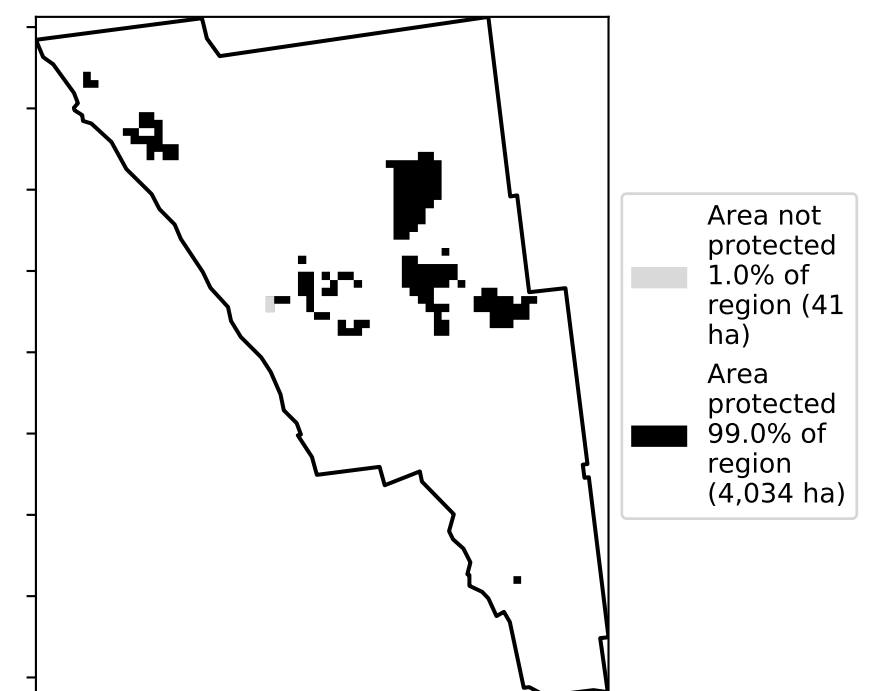 Area not
protected
1.0% of
region (41
ha)
Area
protected
99.0% of
region
(4,034 ha)